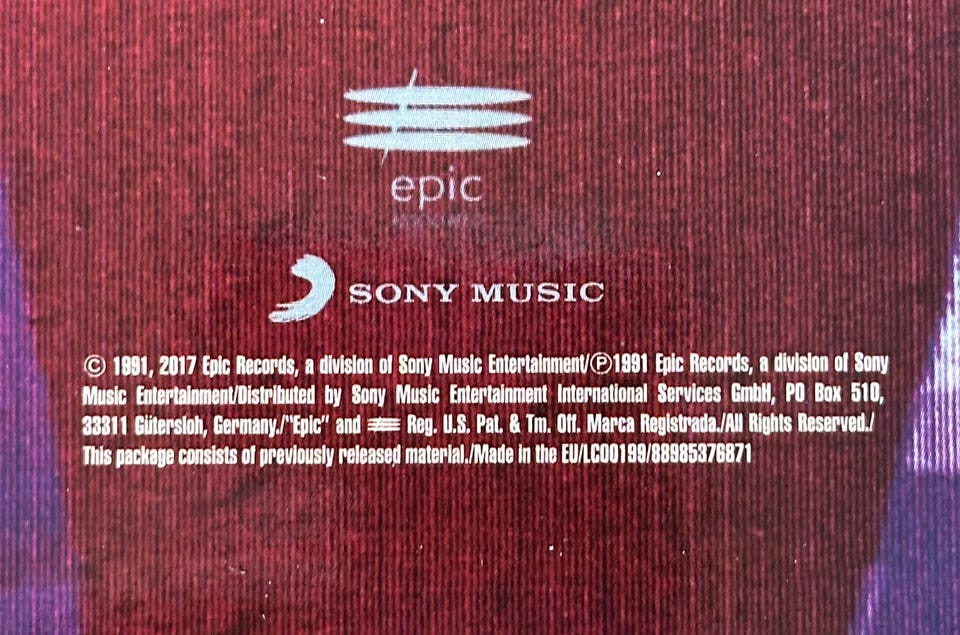 epic
SONY MUSIC
© 1991, 2017 Epic Records, a division of Sony Music Entertainment/℗1991 Epic Records, a division of Sony
Music Entertainment/Distributed by Sony Music Entertainment International Services GmbH, PO Box 510,
33311 Gütersloh, Germany./"Epic" and Reg. U.S. Pat. & Tm. Off. Marca Registrada./All Rights Reserved./
This package consists of previously released material./Made in the EU/LC00199/88985376871